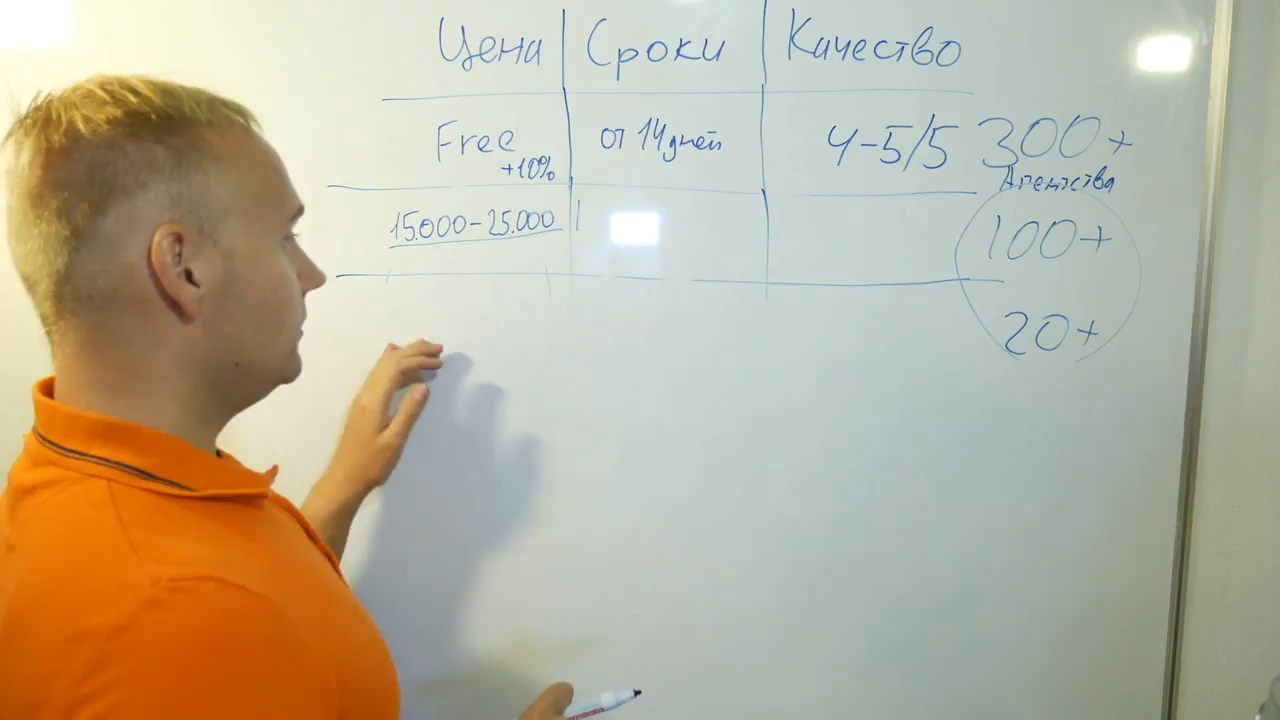 Цена Сроки Качество
Free от 14 дней 4-5/5 300+
+10% Агентства
15.000-25.000 100+
20+